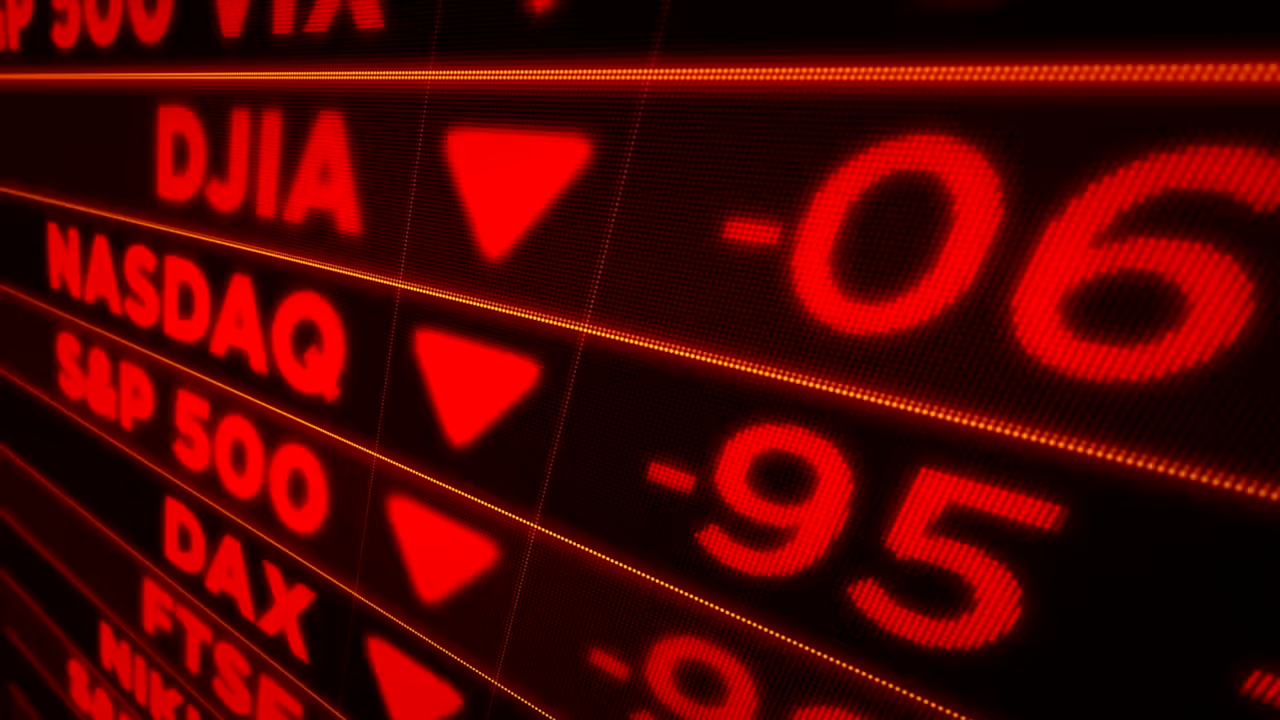 S&P 500 VIX
DJIA ▼ -06
NASDAQ ▼ -95
S&P 500 ▼
DAX ▼
FTSE